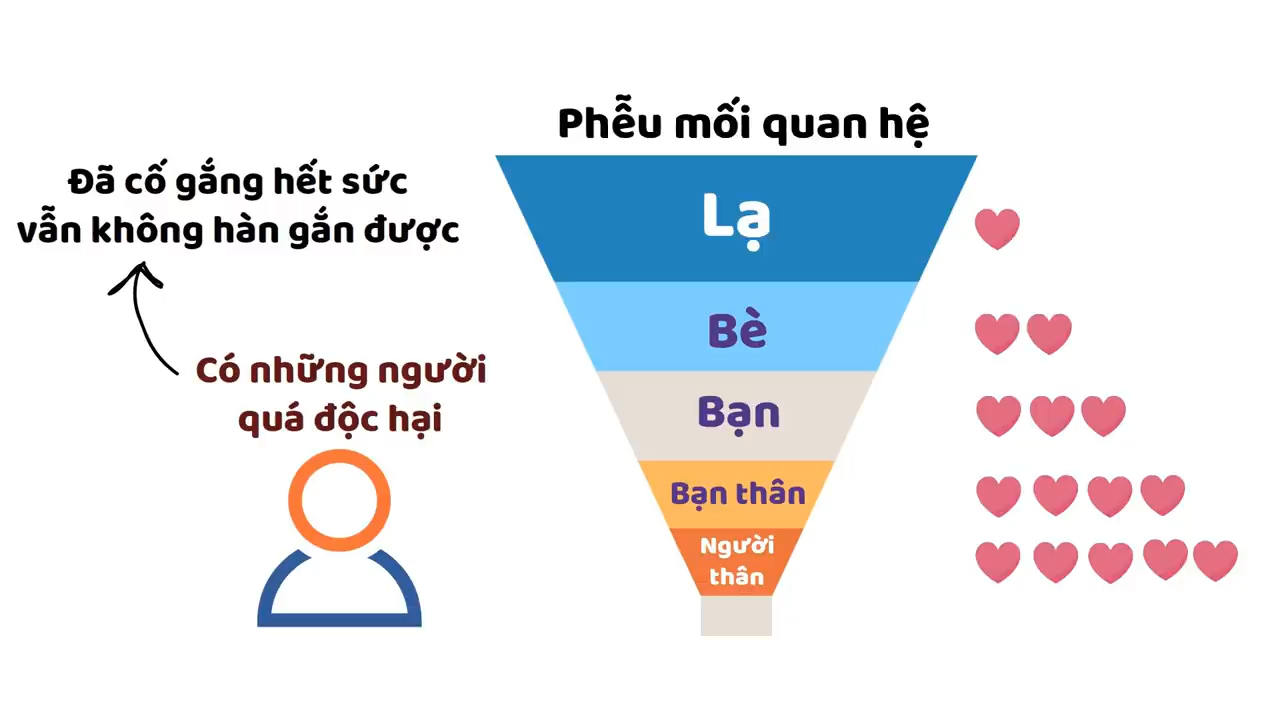 Phễu mối quan hệ
Đã cố gắng hết sức
vẫn không hàn gắn được
Có những người
quá độc hại
Lạ
Bè
Bạn
Bạn thân
Người
thân